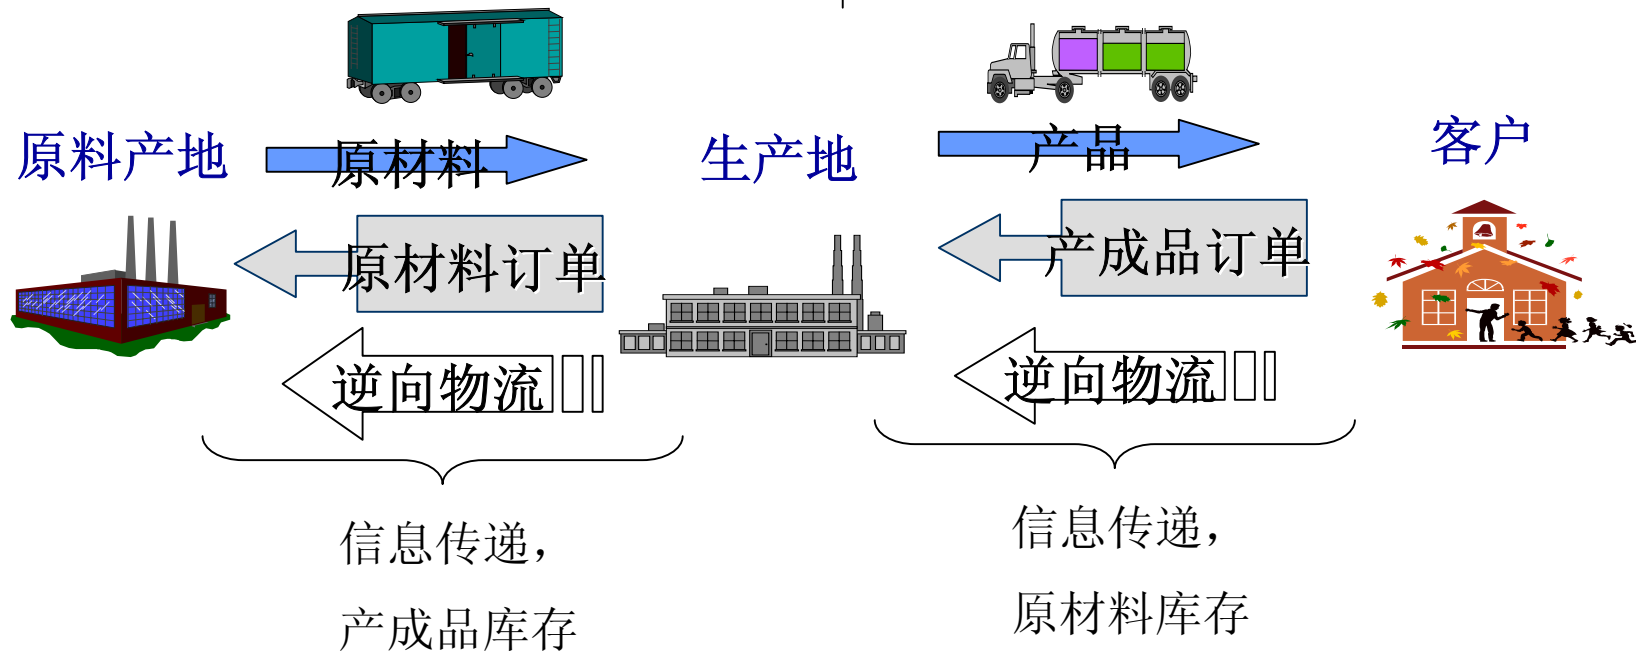 原料产地
原材料
生产地
产品
客户
原材料订单
产成品订单
逆向物流
逆向物流
信息传递，
产成品库存
信息传递，
原材料库存